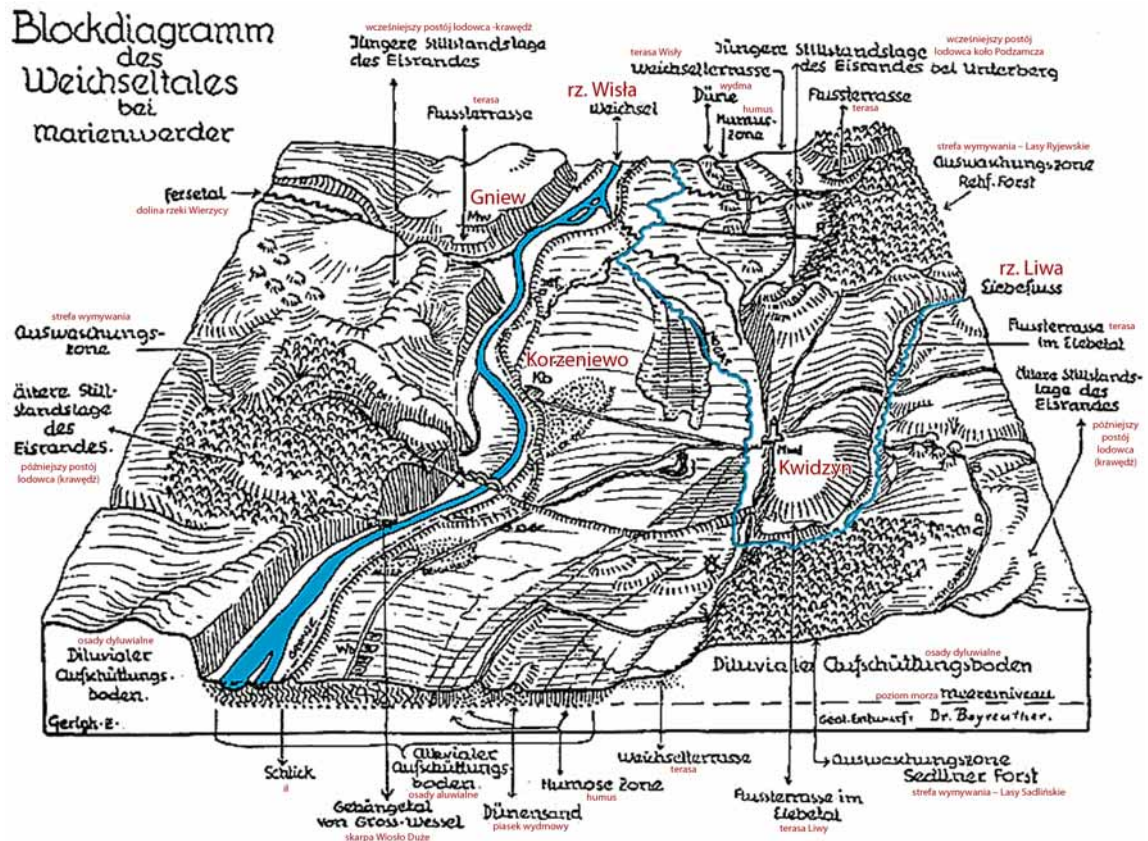 Blockdiagramm
des
Weichseltales
bei
Marienwerder
wcześniejszy postój lodowca -krawędź
Jüngere Stillstandslage
des Eisrandes
terasa
Flussterrasse
rz. Wisła
Weichsel
terasa Wisły
Weichselterrasse
wydma
Düne
humus
Humus-
zone
wcześniejszy postój
lodowca koło Podzamcza
Jüngere Stillstandslage
des Eisrandes bei Unterberg
Flussterrasse
terasa
strefa wymywania – Lasy Ryjewskie
Auswaschungszone
Rehf. Forst
Fersetal
dolina rzeki Wierzycy
Gniew
Mw
rz. Liwa
Liebefluss
strefa wymywania
Auswaschungs-
zone
Flussterrasse terasa
im Liebetal
Korzeniewo
Kb
ältere Still-
standslage
des
Eisrandes.
późniejszy postój
lodowca (krawędź)
Ältere Stillstands-
lage des
Eisrandes
późniejszy postój
lodowca
(krawędź)
Mwd
Kwidzyn
osady dyluwialne
Diluvialer
Aufschüttungs-
boden.
osady dyluwialne
Diluvialer Aufschüttungsboden
poziom morza Meeresniveau
Gerigh.E.
Geol. Entwurf: Dr. Beyreuther.
Schlick
ił
Alluvialer
Aufschüttungs-
boden.
osady aluwialne
Gehängetal
von Gross-Wessel
skarpa Wiosło Duże
Dünensand
piasek wydmowy
Humose Zone
humus
Weichselterrasse
terasa
Flussterrasse im
Liebetal
terasa Liwy
Auswaschungszone
Sedliner Forst
strefa wymywania – Lasy Sadlińskie